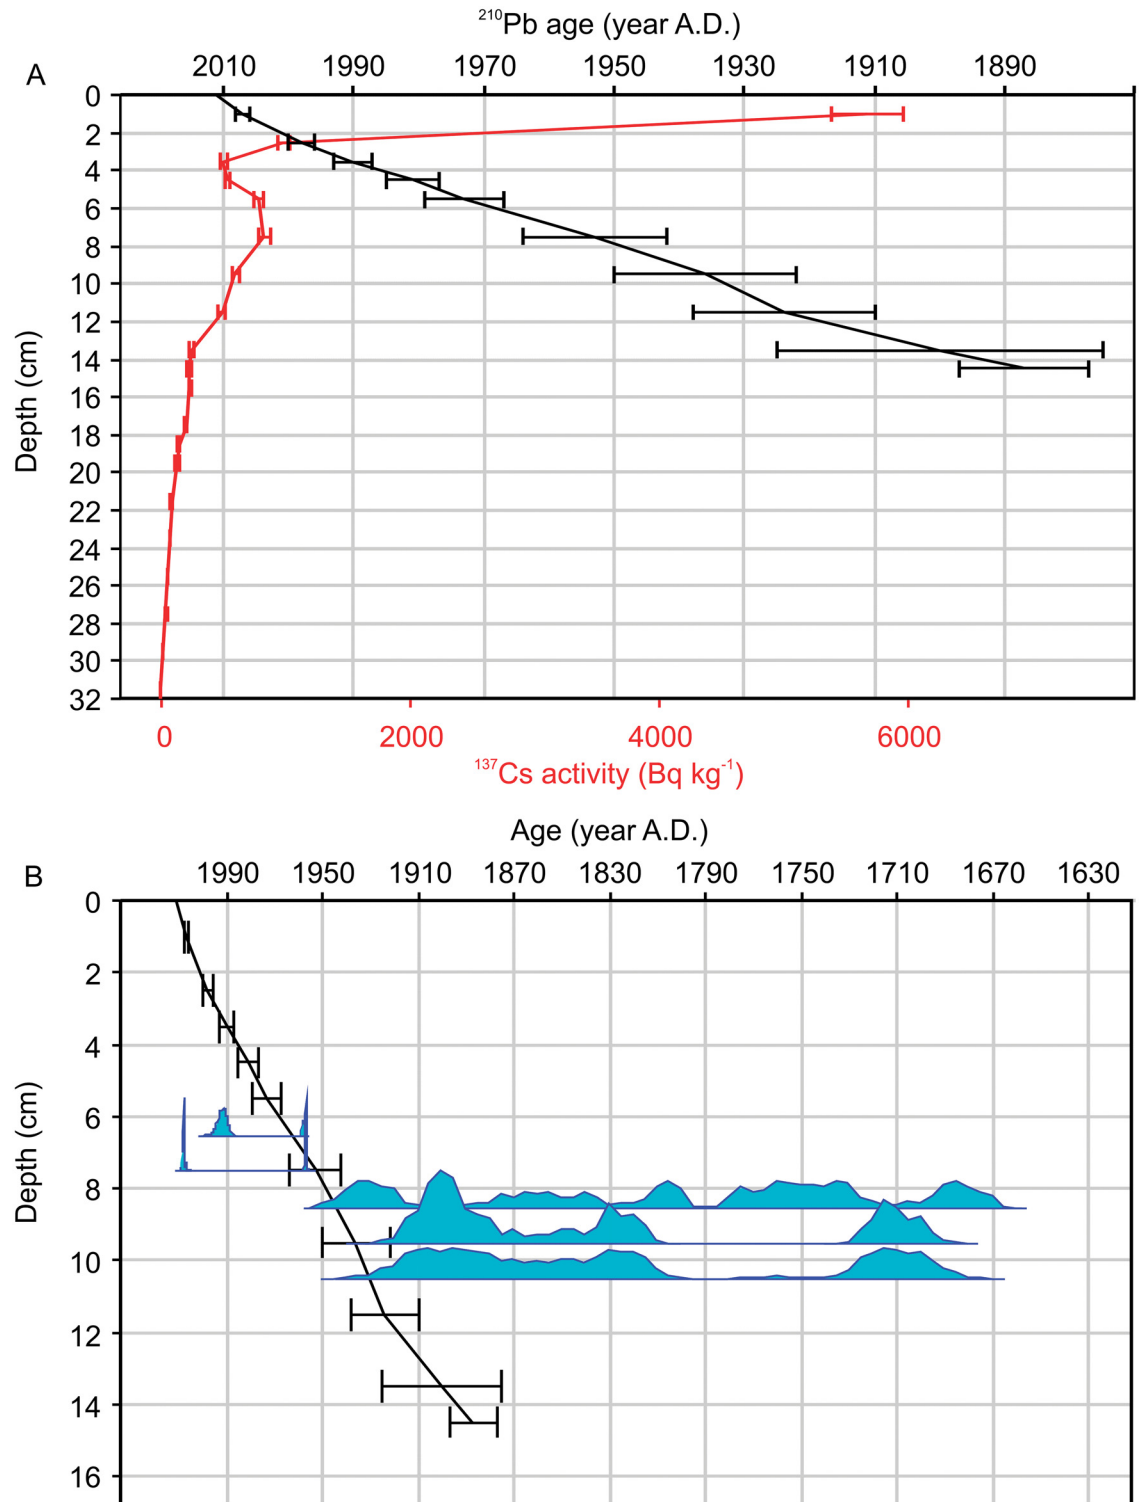 ²¹⁰Pb age (year A.D.)
A
2010 1990 1970 1950 1930 1910 1890
0
2
4
6
8
10
12
14
16
18
20
22
24
26
28
30
32
Depth (cm)
0 2000 4000 6000
¹³⁷Cs activity (Bq kg⁻¹)
Age (year A.D.)
B
1990 1950 1910 1870 1830 1790 1750 1710 1670 1630
0
2
4
6
8
10
12
14
16
Depth (cm)